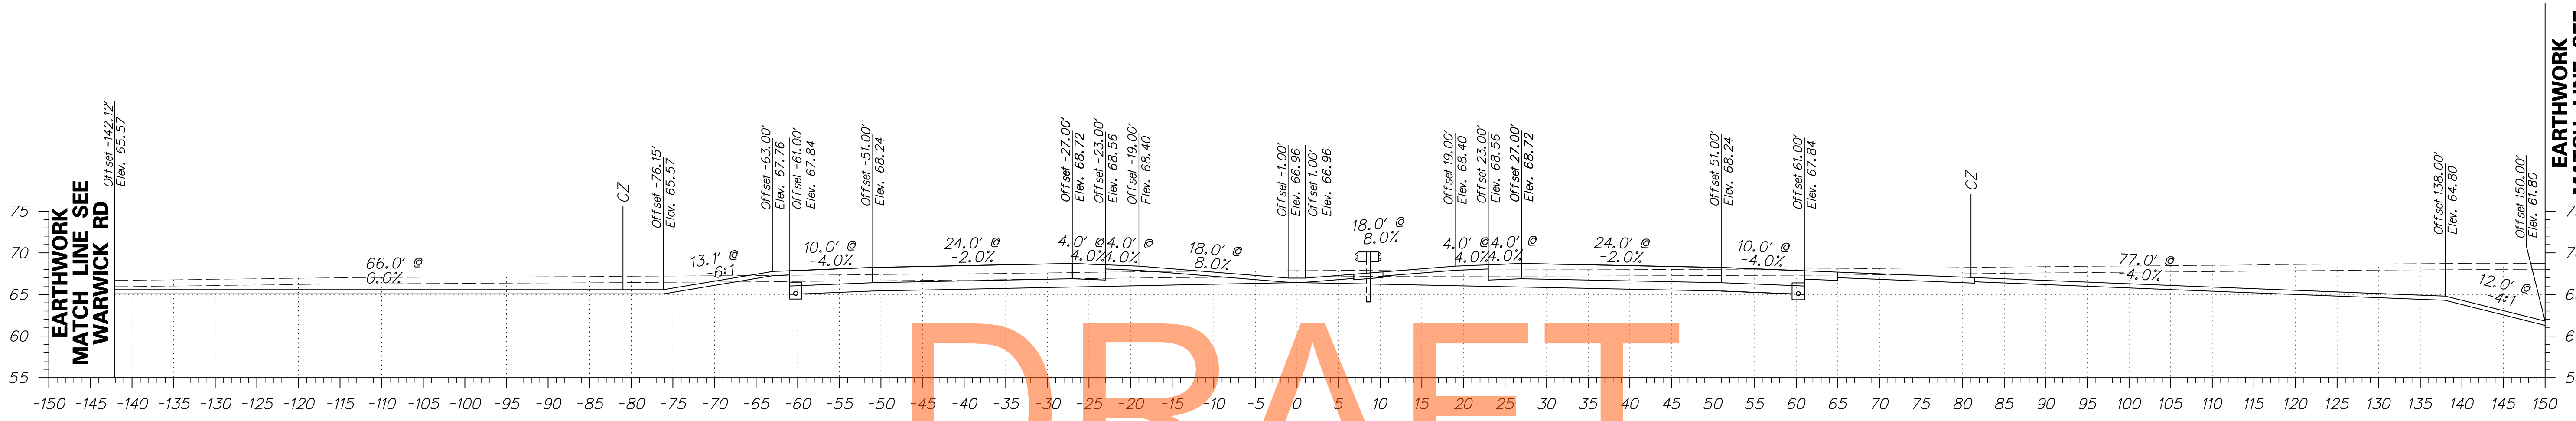 EARTHWORK
MATCH LINE SEE
WARWICK RD
Offset -142.12'
Elev. 65.57
CZ
Offset -76.15'
Elev. 65.57
Offset -63.00'
Elev. 67.76
Offset -61.00'
Elev. 67.84
Offset -51.00'
Elev. 68.24
Offset -27.00'
Elev. 68.72
Offset -23.00'
Elev. 68.56
Offset -19.00'
Elev. 68.40
Offset -1.00'
Elev. 66.96
Offset 1.00'
Elev. 66.96
Offset 19.00'
Elev. 68.40
Offset 23.00'
Elev. 68.56
Offset 27.00'
Elev. 68.72
Offset 51.00'
Elev. 68.24
Offset 61.00'
Elev. 67.84
CZ
Offset 138.00'
Elev. 64.80
Offset 150.00'
Elev. 61.80
EARTHWORK
66.0' @
0.0%
13.1' @
-6:1
10.0' @
-4.0%
24.0' @
-2.0%
4.0' @
4.0%
4.0' @
4.0%
18.0' @
8.0%
18.0' @
8.0%
4.0' @
4.0%
4.0' @
4.0%
24.0' @
-2.0%
10.0' @
-4.0%
77.0' @
-4.0%
12.0' @
-4:1
75
70
65
60
55
-150 -145 -140 -135 -130 -125 -120 -115 -110 -105 -100 -95 -90 -85 -80 -75 -70 -65 -60 -55 -50 -45 -40 -35 -30 -25 -20 -15 -10 -5 0 5 10 15 20 25 30 35 40 45 50 55 60 65 70 75 80 85 90 95 100 105 110 115 120 125 130 135 140 145 150
DRAFT